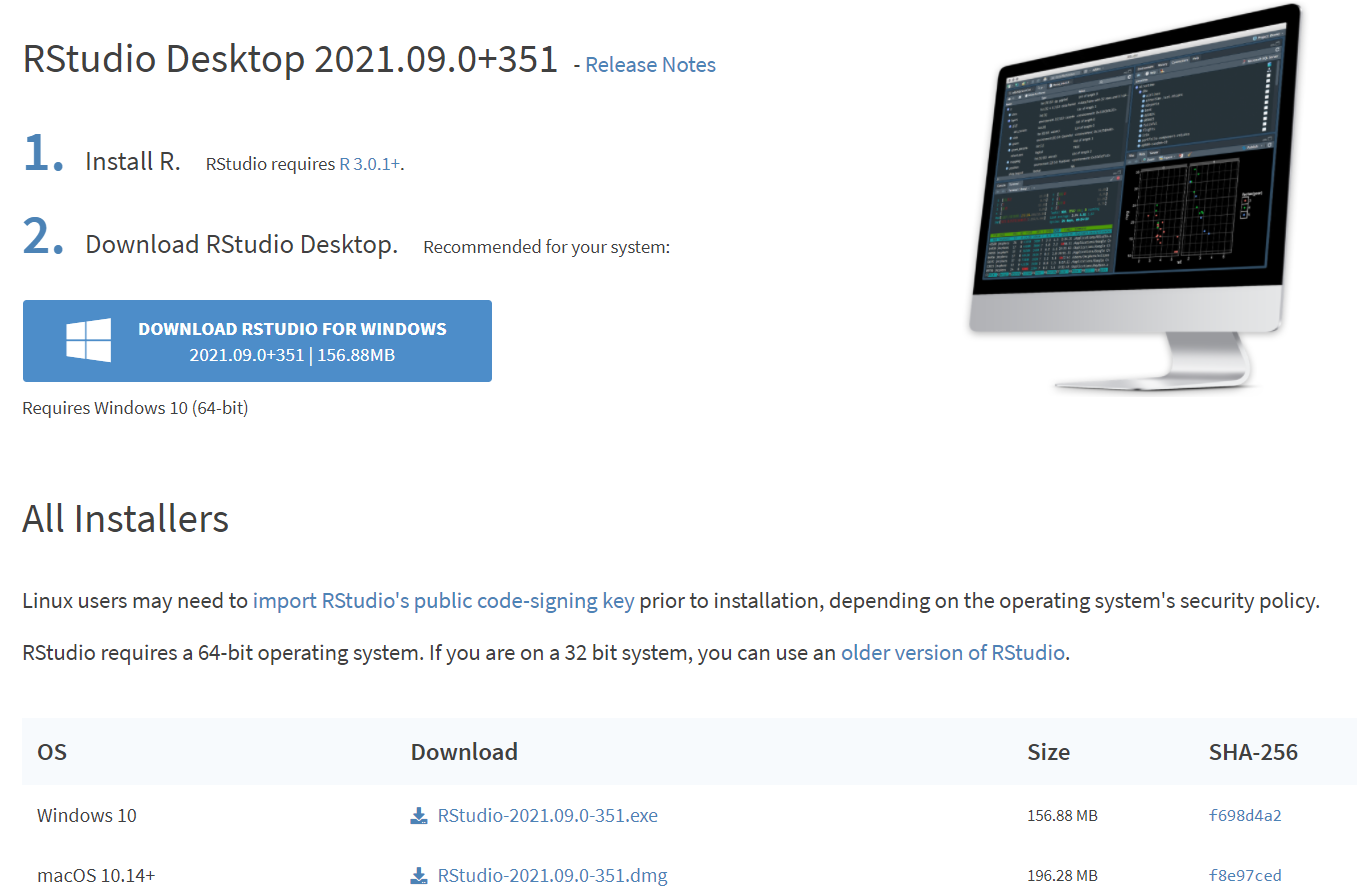 RStudio Desktop 2021.09.0+351 - Release Notes
1. Install R. RStudio requires R 3.0.1+.
2. Download RStudio Desktop. Recommended for your system:
DOWNLOAD RSTUDIO FOR WINDOWS
2021.09.0+351 | 156.88MB
Requires Windows 10 (64-bit)
All Installers
Linux users may need to import RStudio's public code-signing key prior to installation, depending on the operating system's security policy.
RStudio requires a 64-bit operating system. If you are on a 32 bit system, you can use an older version of RStudio.
OS Download Size SHA-256
Windows 10 RStudio-2021.09.0-351.exe 156.88 MB f698d4a2
macOS 10.14+ RStudio-2021.09.0-351.dmg 196.28 MB f8e97ced